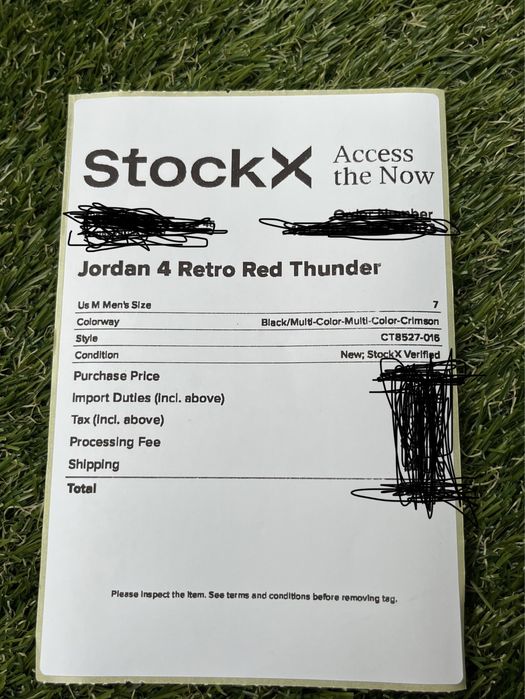 StockX
Access
the Now
Order Number
Jordan 4 Retro Red Thunder
Us M Men's Size 7
Colorway Black/Multi-Color-Multi-Color-Crimson
Style CT8527-016
Condition New; StockX Verified
Purchase Price
Import Duties (Incl. above)
Tax (Incl. above)
Processing Fee
Shipping
Total
Please inspect the item. See terms and conditions before removing tag.